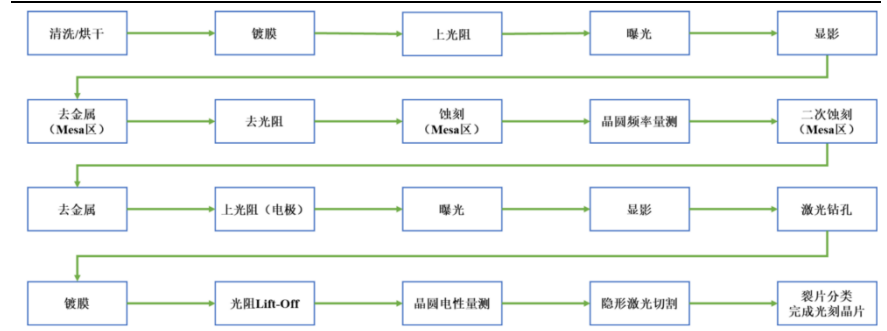 清洗/烘干
镀膜
上光阻
曝光
显影
去金属
（Mesa区）
去光阻
蚀刻
（Mesa区）
晶圆频率量测
二次蚀刻
（Mesa区）
去金属
上光阻（电极）
曝光
显影
激光钻孔
镀膜
光阻Lift-Off
晶圆电性量测
隐形激光切割
裂片分类
完成光刻晶片